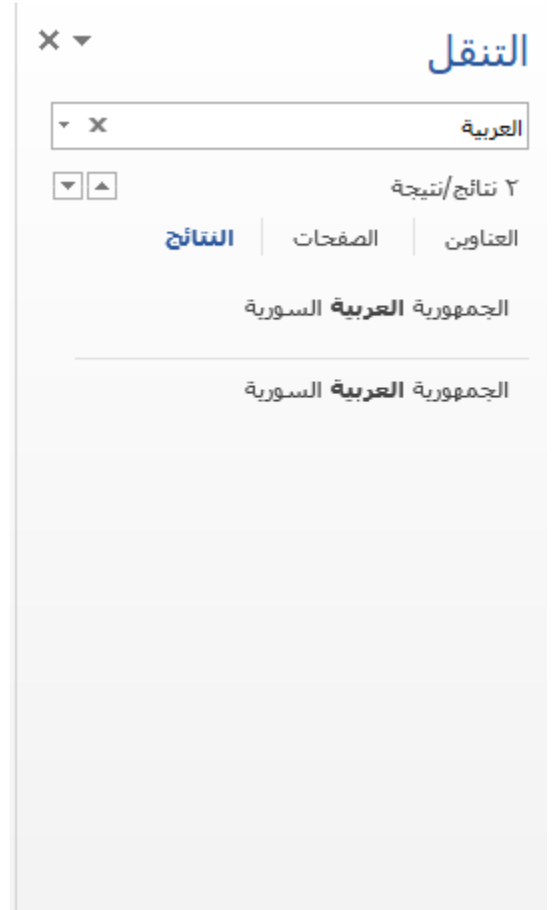 التنقل
العربية
٢ نتائج/نتيجة
العناوين الصفحات النتائج
الجمهورية العربية السورية
الجمهورية العربية السورية